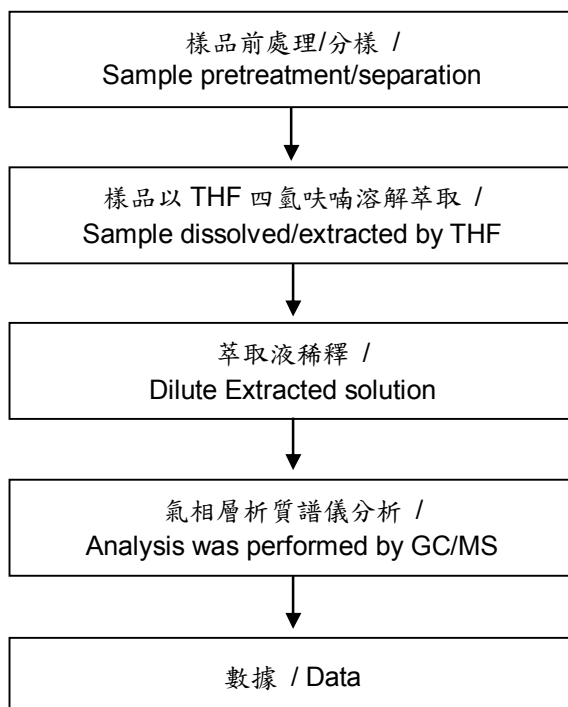 樣品前處理/分樣 /
Sample pretreatment/separation
樣品以 THF 四氫呋喃溶解萃取 /
Sample dissolved/extracted by THF
萃取液稀釋 /
Dilute Extracted solution
氣相層析質譜儀分析 /
Analysis was performed by GC/MS
數據 / Data